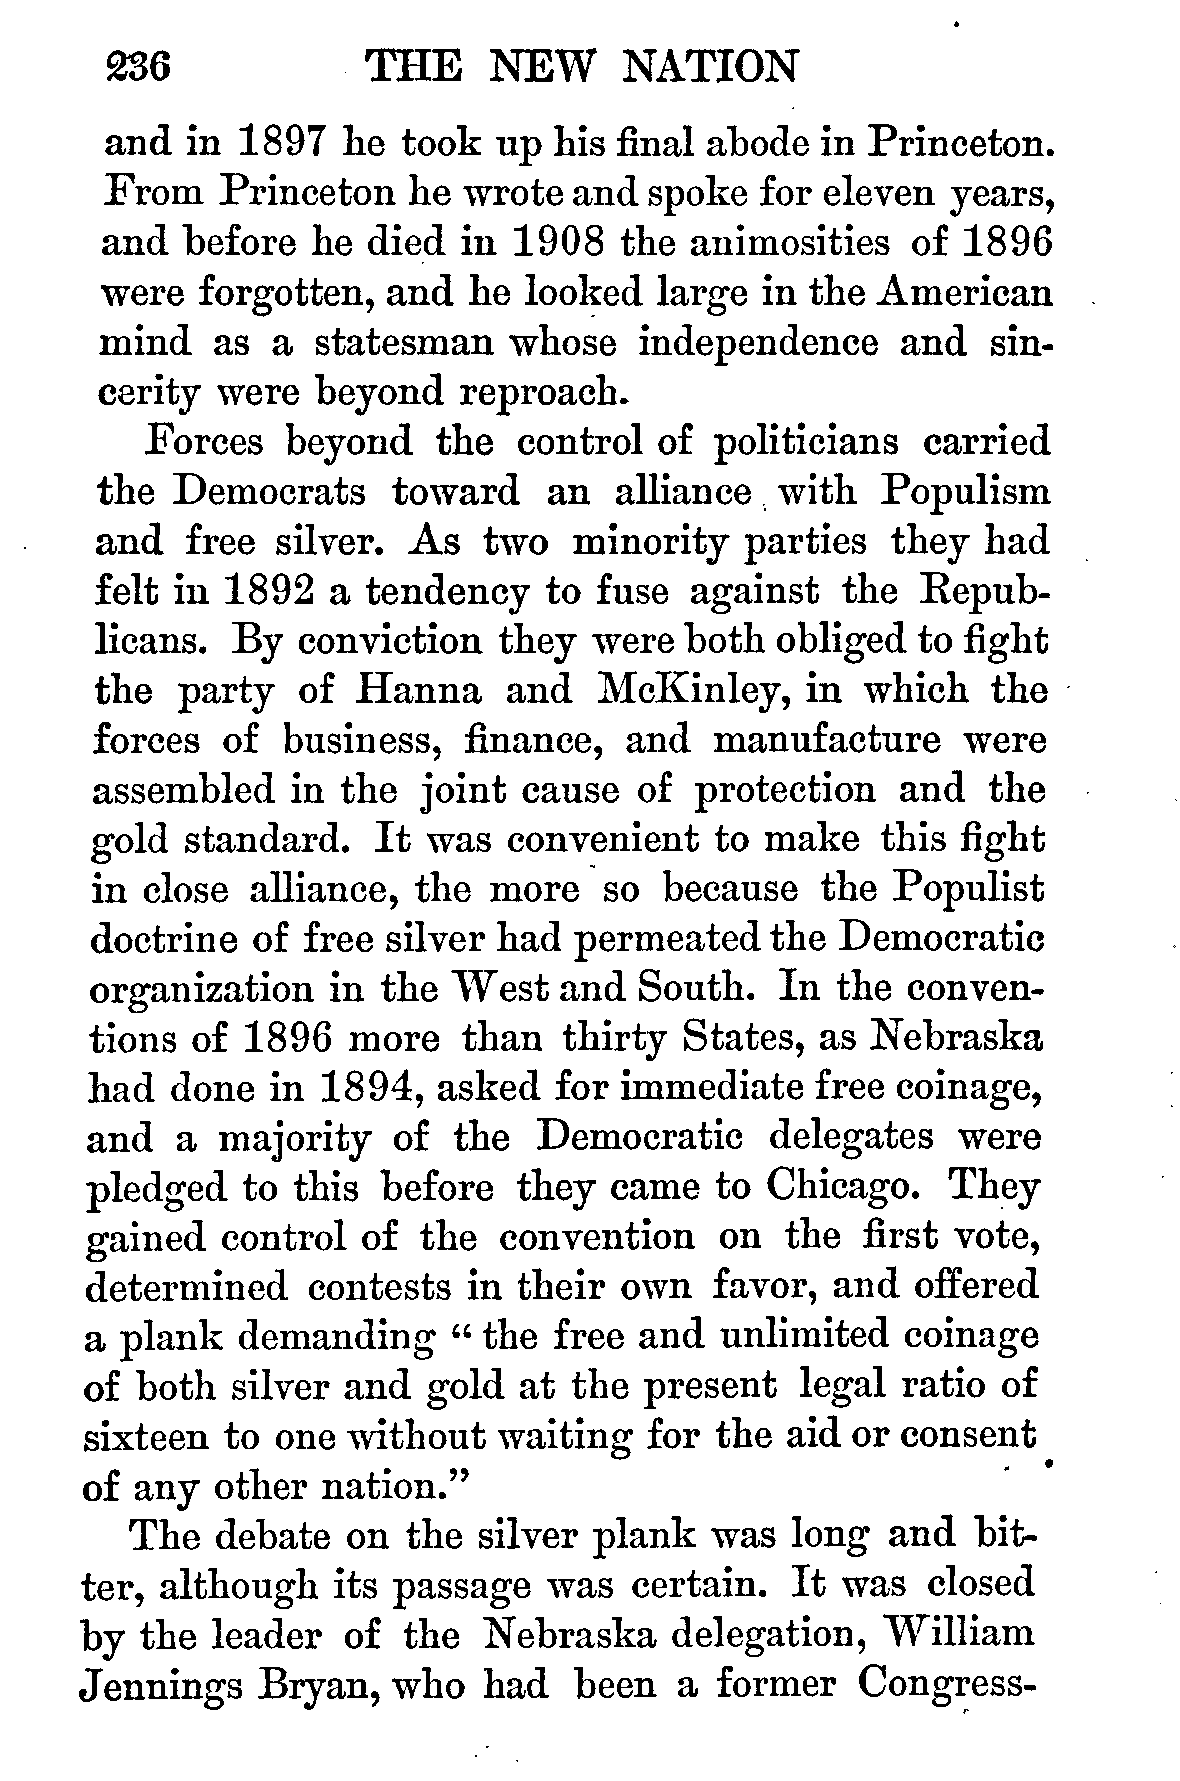 236 THE NEW NATION
and in 1897 he took up his final abode in Princeton.
From Princeton he wrote and spoke for eleven years,
and before he died in 1908 the animosities of 1896
were forgotten, and he looked large in the American
mind as a statesman whose independence and sin-
cerity were beyond reproach.
Forces beyond the control of politicians carried
the Democrats toward an alliance with Populism
and free silver. As two minority parties they had
felt in 1892 a tendency to fuse against the Repub-
licans. By conviction they were both obliged to fight
the party of Hanna and McKinley, in which the
forces of business, finance, and manufacture were
assembled in the joint cause of protection and the
gold standard. It was convenient to make this fight
in close alliance, the more so because the Populist
doctrine of free silver had permeated the Democratic
organization in the West and South. In the conven-
tions of 1896 more than thirty States, as Nebraska
had done in 1894, asked for immediate free coinage,
and a majority of the Democratic delegates were
pledged to this before they came to Chicago. They
gained control of the convention on the first vote,
determined contests in their own favor, and offered
a plank demanding “ the free and unlimited coinage
of both silver and gold at the present legal ratio of
sixteen to one without waiting for the aid or consent
of any other nation.”
The debate on the silver plank was long and bit-
ter, although its passage was certain. It was closed
by the leader of the Nebraska delegation, William
Jennings Bryan, who had been a former Congress-